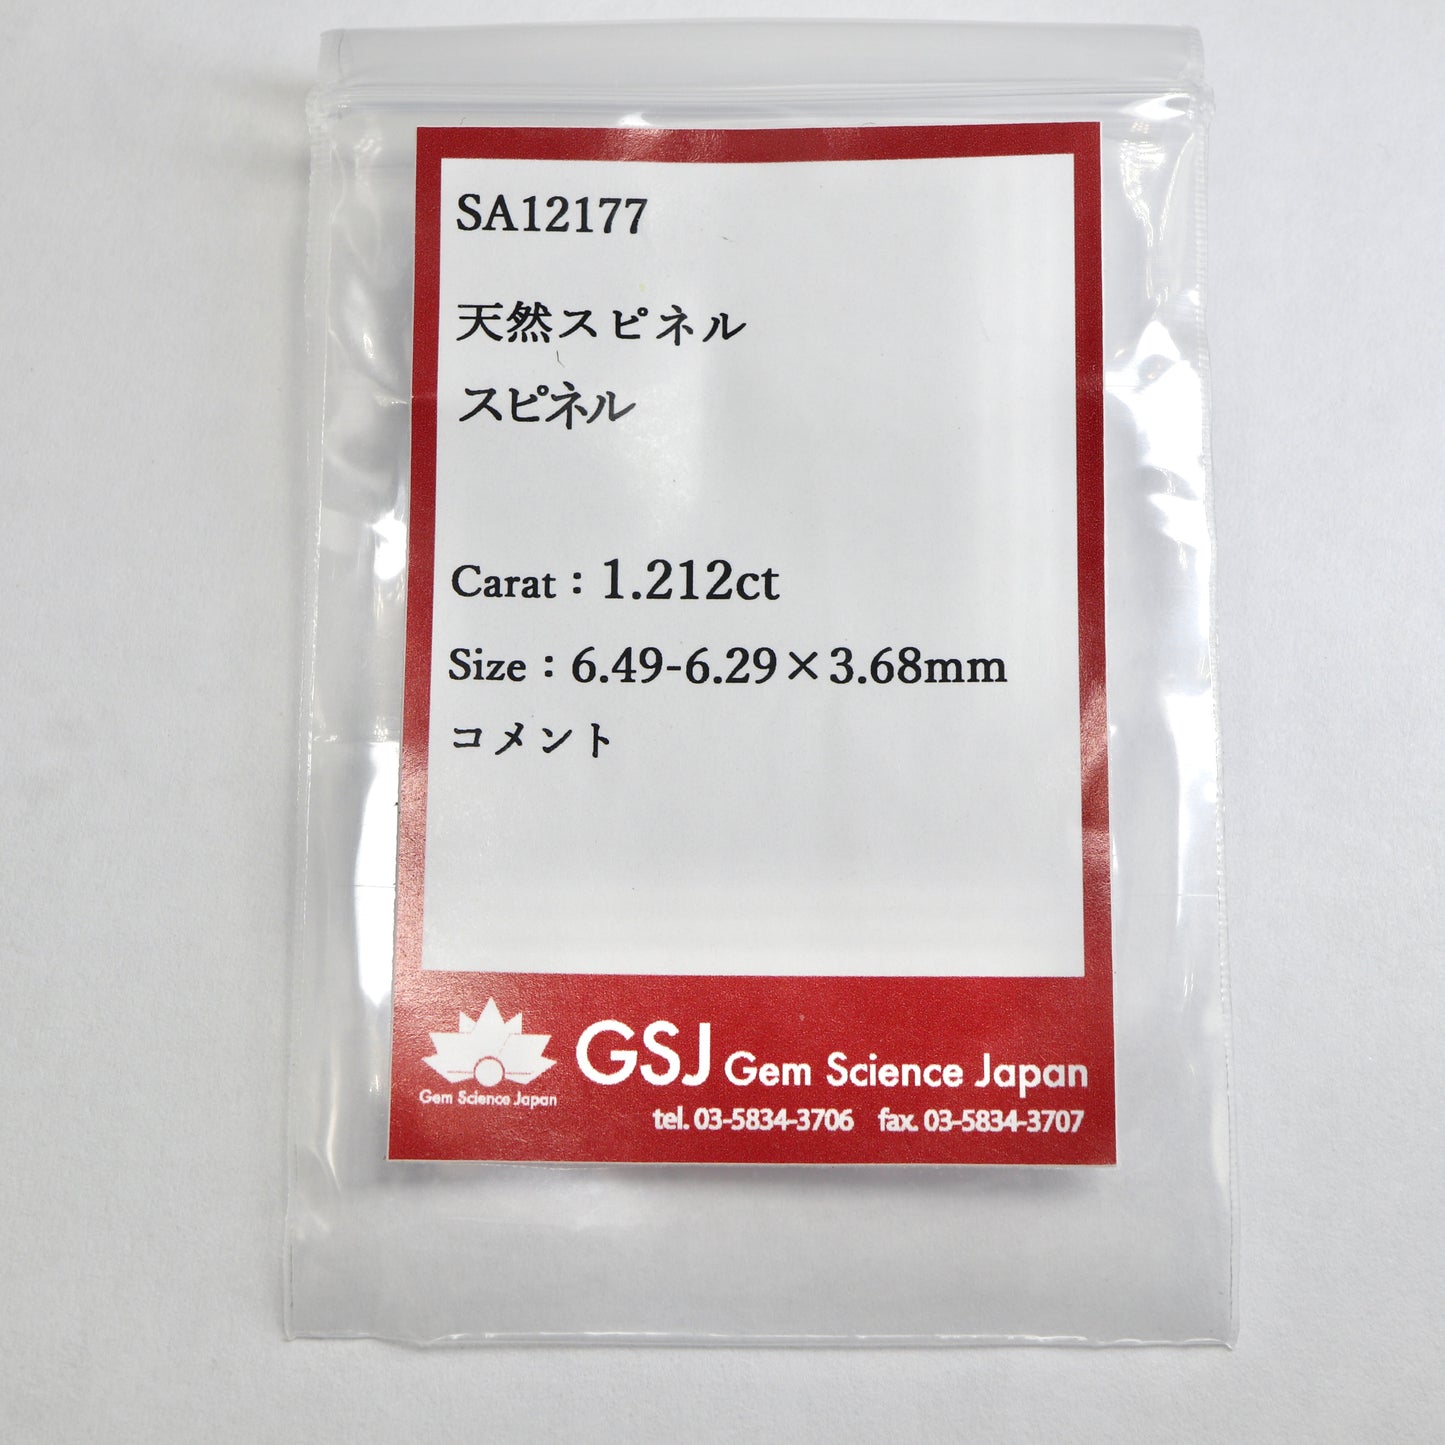 SA12177
天然スピネル
スピネル
Carat：1.212ct
Size：6.49-6.29×3.68mm
コメント
Gem Science Japan
GSJ Gem Science Japan
tel. 03-5834-3706 fax. 03-5834-3707